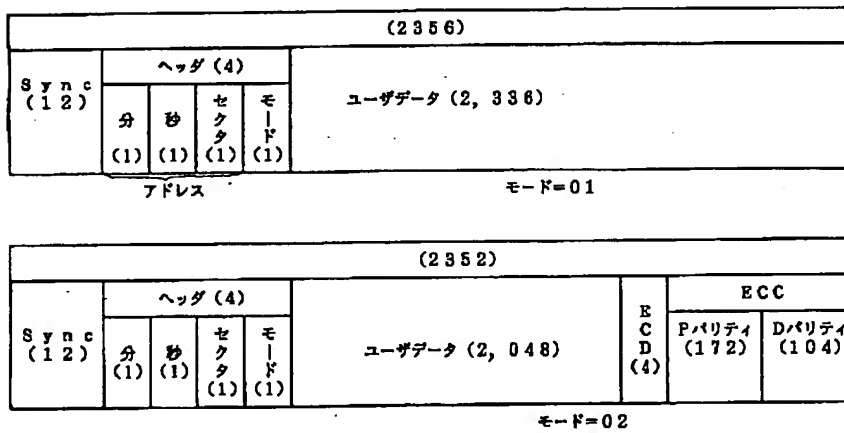 (2356)
Sync
(12)
ヘッダ (4)
分
(1)
秒
(1)
セクタ
(1)
モード
(1)
ユーザデータ (2, 336)
アドレス
モード=01
(2352)
Sync
(12)
ヘッダ (4)
分
(1)
秒
(1)
セクタ
(1)
モード
(1)
ユーザデータ (2, 048)
ECD
(4)
ECC
Pパリティ
(172)
Dパリティ
(104)
モード=02